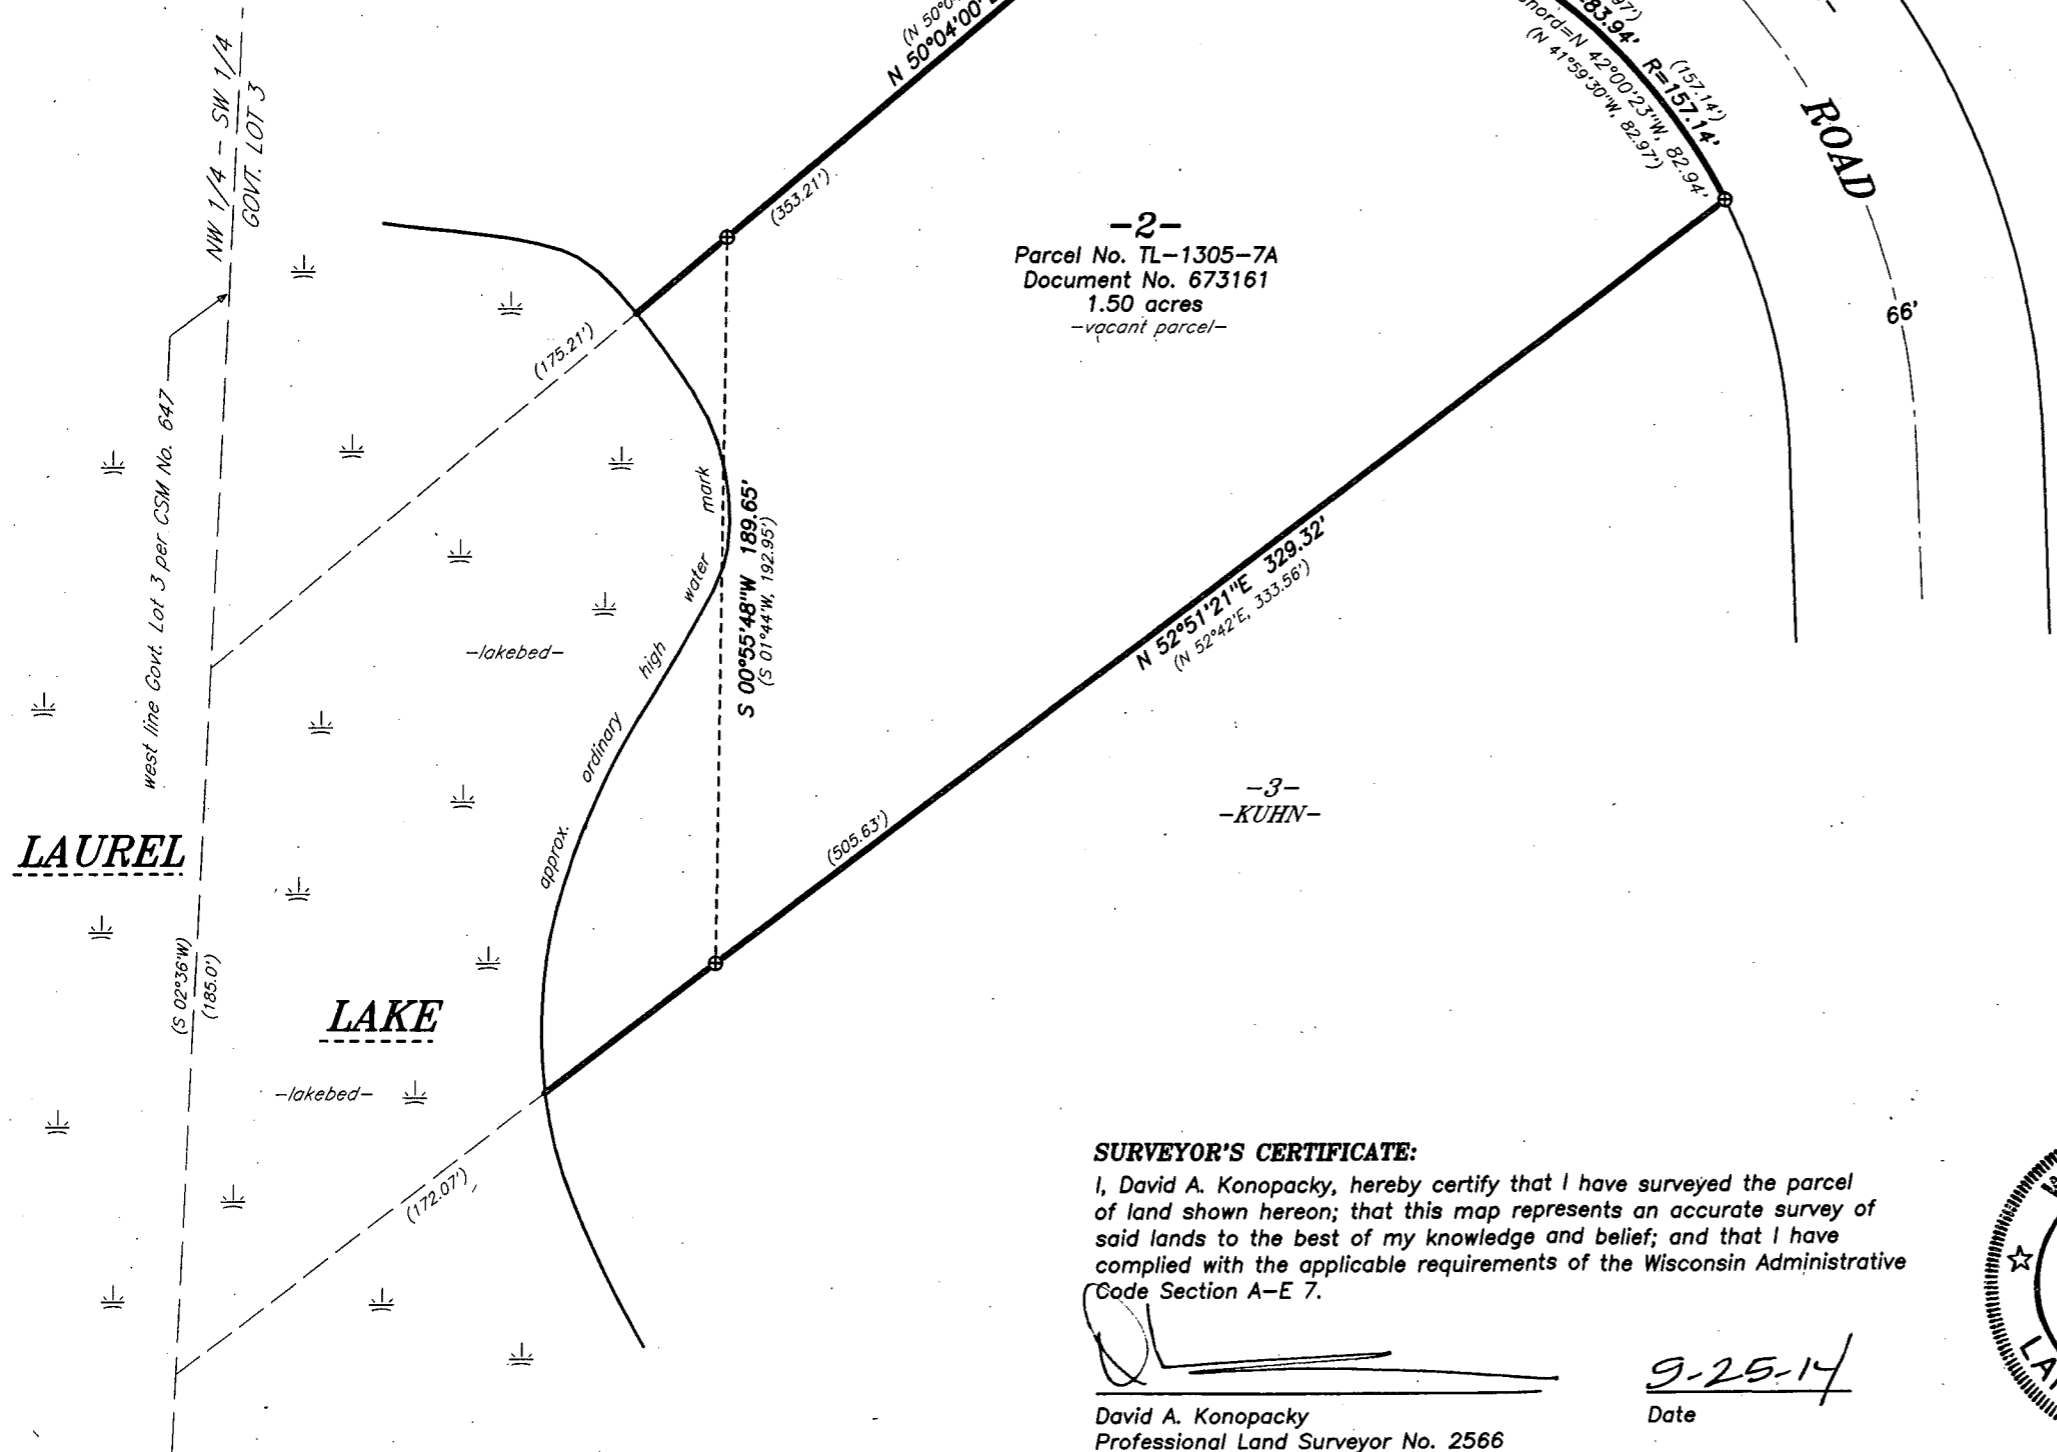 N 50°04'00"
(353.21')
83.94'
(157.14')
R=157.14'
N 42°00'23"W, 82.94'
(N 41°59'30"W, 82.97')
ROAD
66'
NW 1/4 - SW 1/4
GOVT. LOT 3
-2-
Parcel No. TL-1305-7A
Document No. 673161
1.50 acres
-vacant parcel-
(175.21')
west line Govt. Lot 3 per CSM No. 647
approx. ordinary high water mark
S 00°55'48"W 189.65'
(S 01°44'W, 192.95')
-lakebed-
N 52°51'21"E 329.32'
(N 52°42'E, 333.56')
-3-
-KUHN-
(505.63')
LAUREL
LAKE
(S 02°36'W)
(185.0')
-lakebed-
(172.07')
SURVEYOR'S CERTIFICATE:
I, David A. Konopacky, hereby certify that I have surveyed the parcel
of land shown hereon; that this map represents an accurate survey of
said lands to the best of my knowledge and belief; and that I have
complied with the applicable requirements of the Wisconsin Administrative
Code Section A-E 7.
9-25-14
David A. Konopacky
Date
Professional Land Surveyor No. 2566